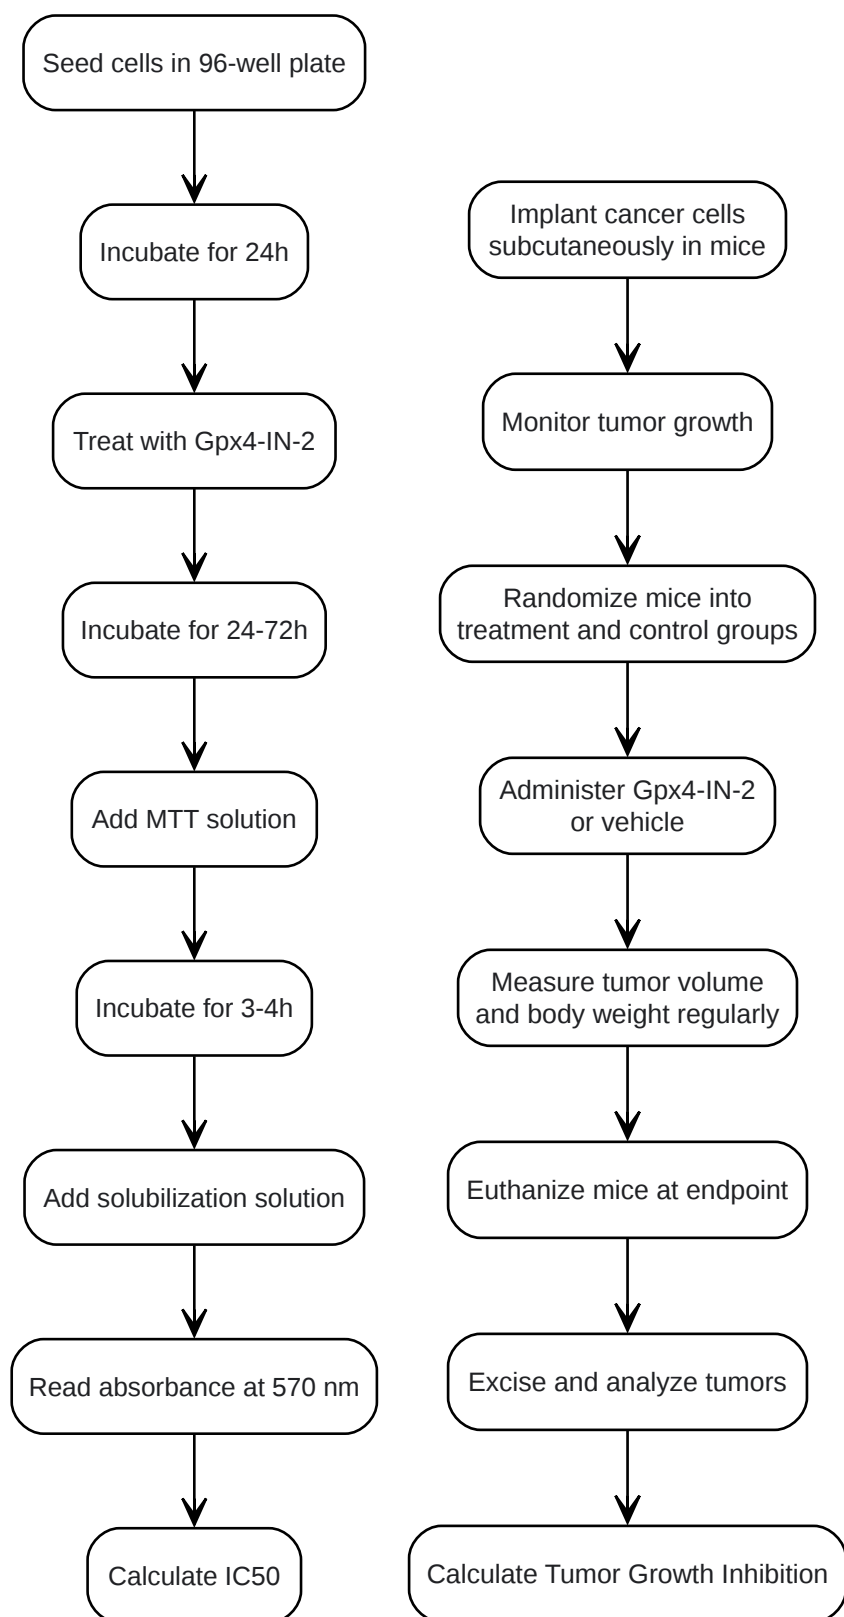 Seed cells in 96-well plate
Incubate for 24h
Treat with Gpx4-IN-2
Incubate for 24-72h
Add MTT solution
Incubate for 3-4h
Add solubilization solution
Read absorbance at 570 nm
Calculate IC50
Implant cancer cells
subcutaneously in mice
Monitor tumor growth
Randomize mice into
treatment and control groups
Administer Gpx4-IN-2
or vehicle
Measure tumor volume
and body weight regularly
Euthanize mice at endpoint
Excise and analyze tumors
Calculate Tumor Growth Inhibition